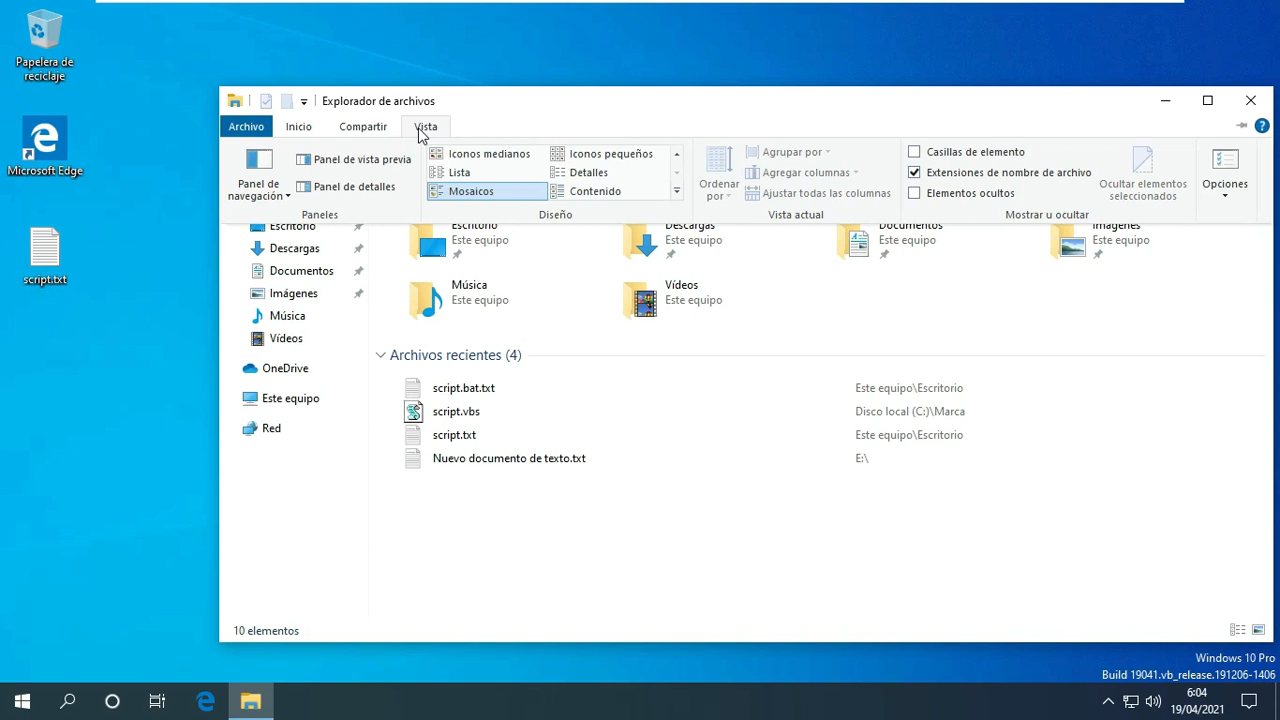 Papelera de
reciclaje
Microsoft Edge
script.txt
Explorador de archivos
Archivo
Inicio
Compartir
Vista
Panel de
navegación
Panel de vista previa
Panel de detalles
Paneles
Iconos medianos
Iconos pequeños
Lista
Detalles
Mosaicos
Contenido
Diseño
Ordenar
por
Agrupar por
Agregar columnas
Ajustar todas las columnas
Vista actual
Casillas de elemento
Extensiones de nombre de archivo
Elementos ocultos
Ocultar elementos
seleccionados
Mostrar u ocultar
Opciones
Escritorio
Descargas
Documentos
Imágenes
Música
Vídeos
OneDrive
Este equipo
Red
Escritorio
Este equipo
Descargas
Este equipo
Documentos
Este equipo
Imágenes
Este equipo
Música
Este equipo
Vídeos
Este equipo
Archivos recientes (4)
script.bat.txt Este equipo\Escritorio
script.vbs Disco local (C:)\Marca
script.txt Este equipo\Escritorio
Nuevo documento de texto.txt E:\
10 elementos
Windows 10 Pro
Build 19041.vb_release.191206-1406
6:04
19/04/2021